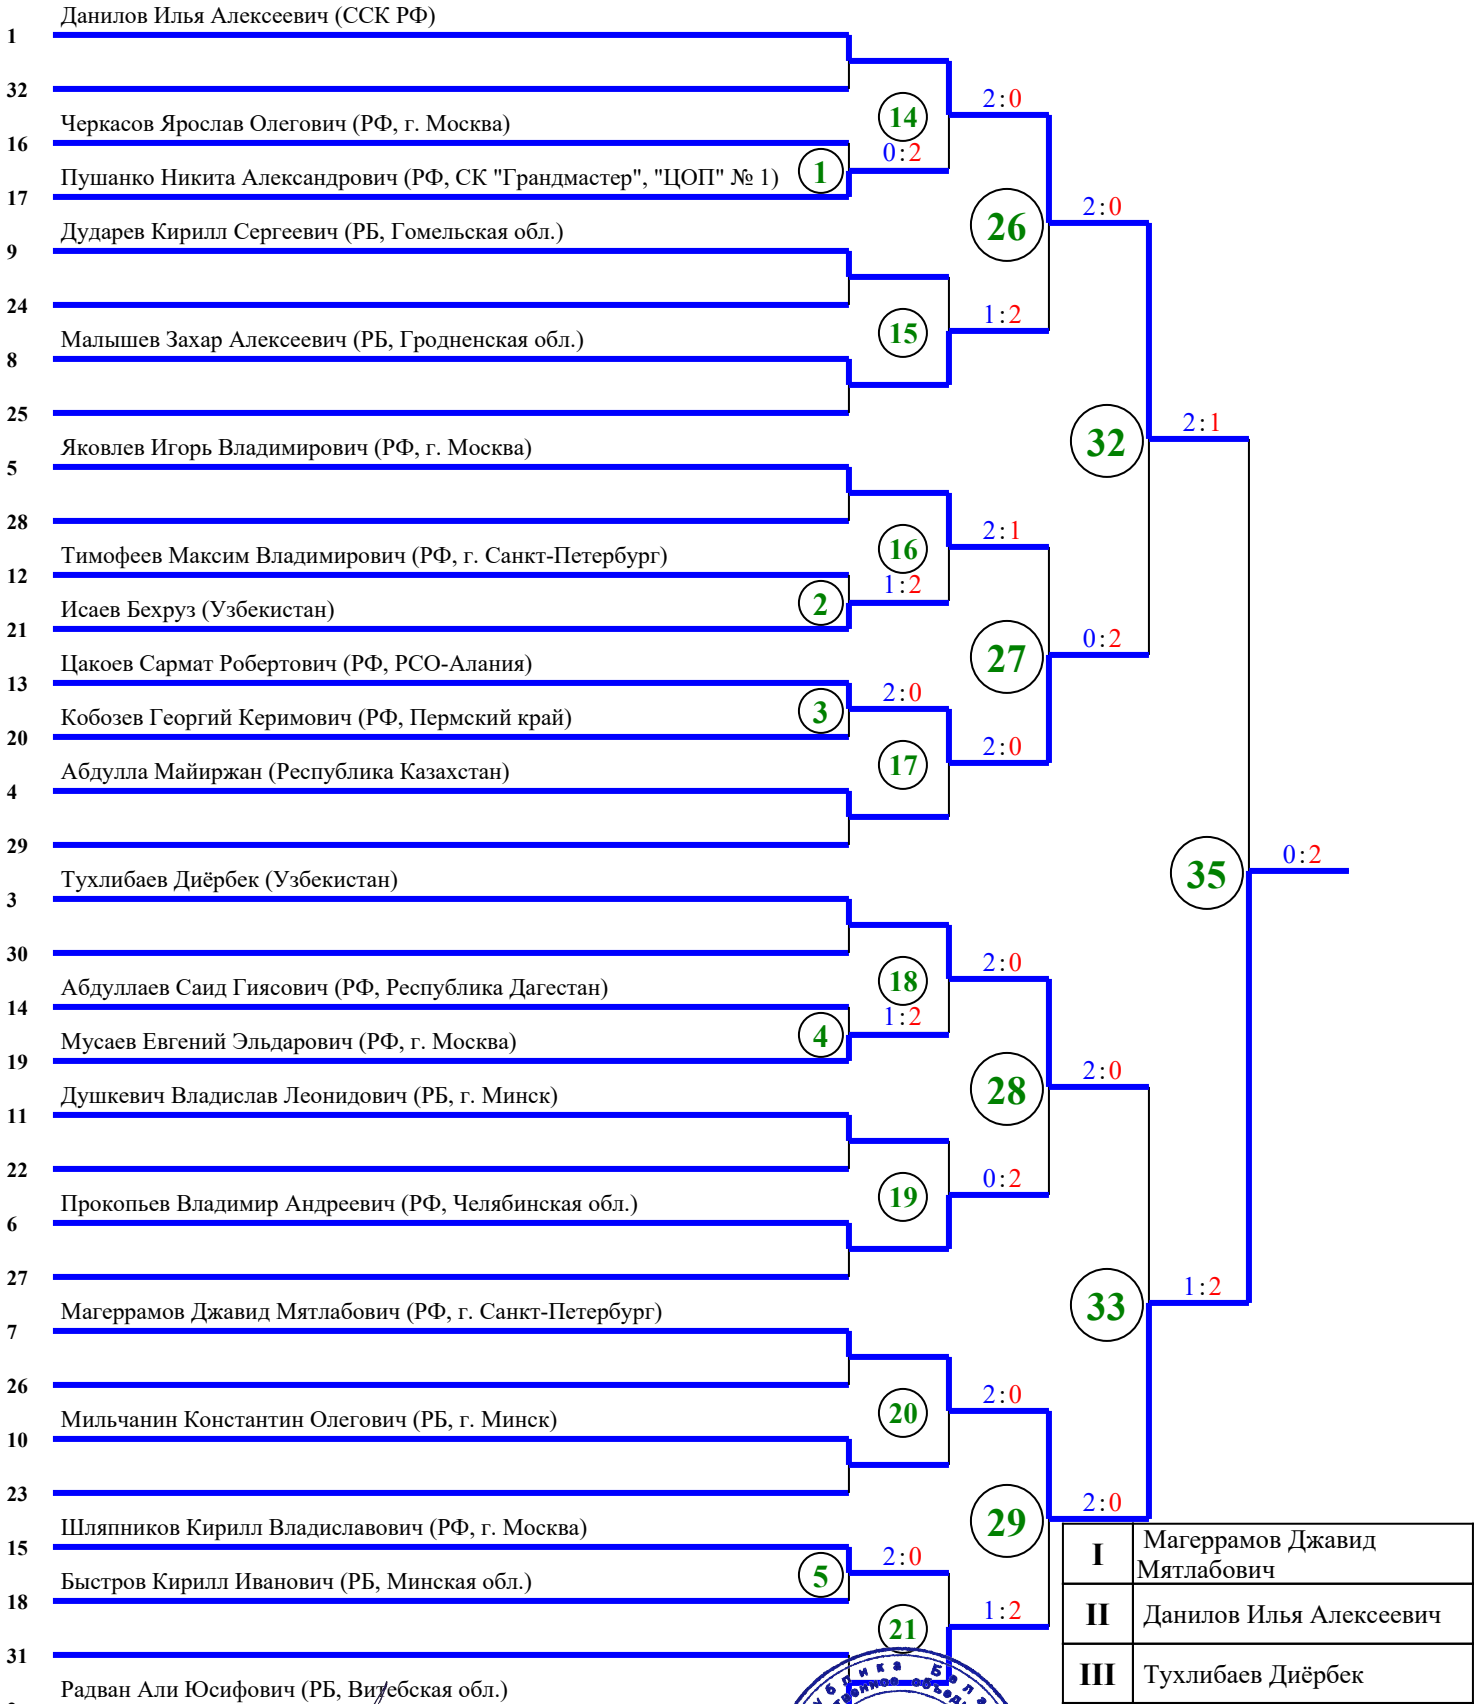 Данилов Илья Алексеевич (ССК РФ)
1
32
2:0
Черкасов Ярослав Олегович (РФ, г. Москва)
14
16
0:2
Пушанко Никита Александрович (РФ, СК "Грандмастер", "ЦОП" № 1)
1
17
2:0
Дударев Кирилл Сергеевич (РБ, Гомельская обл.)
26
9
24
1:2
Малышев Захар Алексеевич (РБ, Гродненская обл.)
15
8
25
2:1
32
Яковлев Игорь Владимирович (РФ, г. Москва)
5
28
2:1
Тимофеев Максим Владимирович (РФ, г. Санкт-Петербург)
16
12
1:2
Исаев Бехруз (Узбекистан)
2
21
0:2
Цакоев Сармат Робертович (РФ, РСО-Алания)
27
13
2:0
Кобозев Георгий Керимович (РФ, Пермский край)
3
20
2:0
Абдулла Майиржан (Республика Казахстан)
17
4
29
0:2
35
Тухлибаев Диёрбек (Узбекистан)
3
30
2:0
Абдуллаев Саид Гиясович (РФ, Республика Дагестан)
18
14
1:2
Мусаев Евгений Эльдарович (РФ, г. Москва)
4
19
2:0
Душкевич Владислав Леонидович (РБ, г. Минск)
28
11
22
0:2
Прокопьев Владимир Андреевич (РФ, Челябинская обл.)
19
6
27
1:2
33
Магеррамов Джавид Мятлабович (РФ, г. Санкт-Петербург)
7
26
2:0
Мильчанин Константин Олегович (РБ, г. Минск)
20
10
23
2:0
Шляпников Кирилл Владиславович (РФ, г. Москва)
29
15
2:0
I Магеррамов Джавид
Мятлабович
Быстров Кирилл Иванович (РБ, Минская обл.)
5
18
1:2
II Данилов Илья Алексеевич
21
31
III Тухлибаев Диёрбек
Радван Али Юсифович (РБ, Витебская обл.)